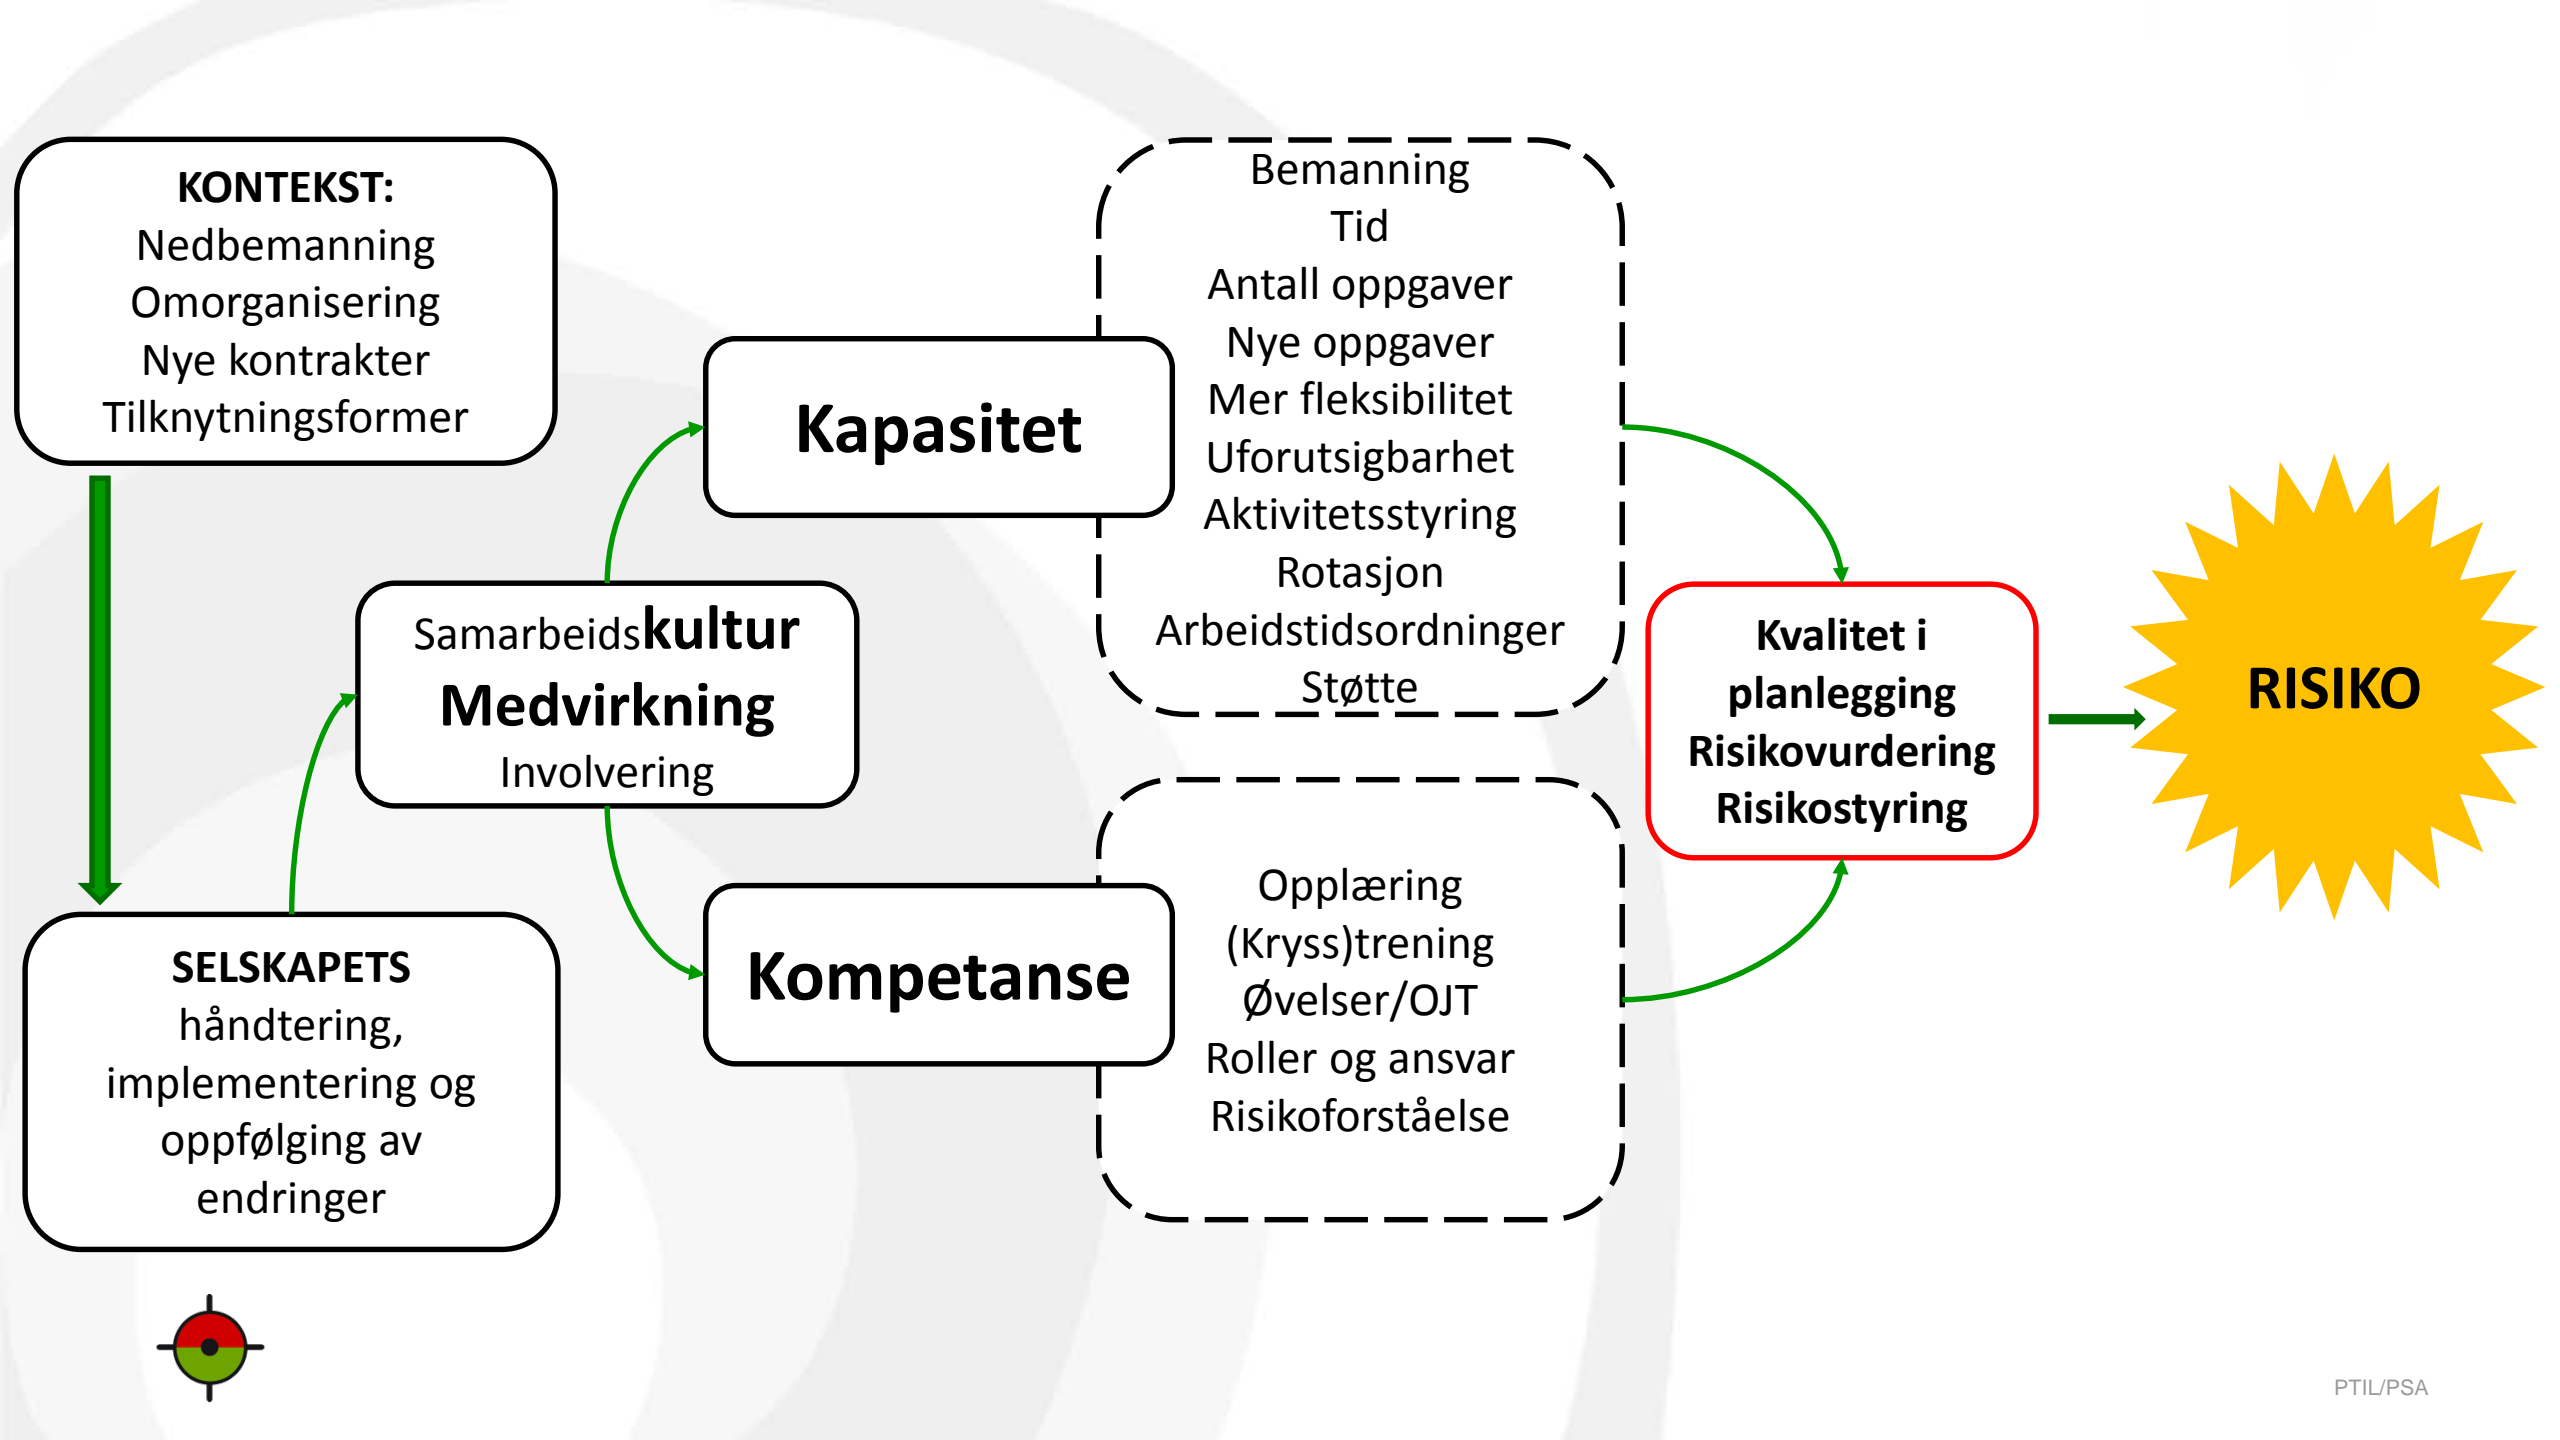 KONTEKST:
Nedbemanning
Omorganisering
Nye kontrakter
Tilknytningsformer
SELSKAPETS
håndtering,
implementering og
oppfølging av
endringer
Samarbeidskultur
Medvirkning
Involvering
Kapasitet
Bemanning
Tid
Antall oppgaver
Nye oppgaver
Mer fleksibilitet
Uforutsigbarhet
Aktivitetsstyring
Rotasjon
Arbeidstidsordninger
Støtte
Kompetanse
Opplæring
(Kryss)trening
Øvelser/OJT
Roller og ansvar
Risikoforståelse
Kvalitet i
planlegging
Risikovurdering
Risikostyring
RISIKO
PTIL/PSA